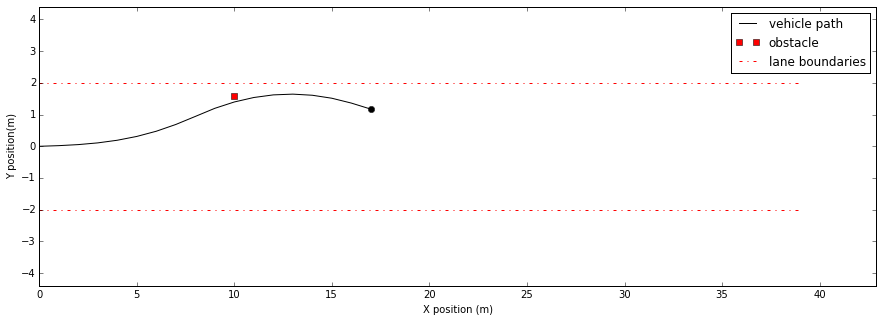 vehicle path
obstacle
lane boundaries
4
3
2
1
0
−1
−2
−3
−4
Y position(m)
0 5 10 15 20 25 30 35 40
X position (m)